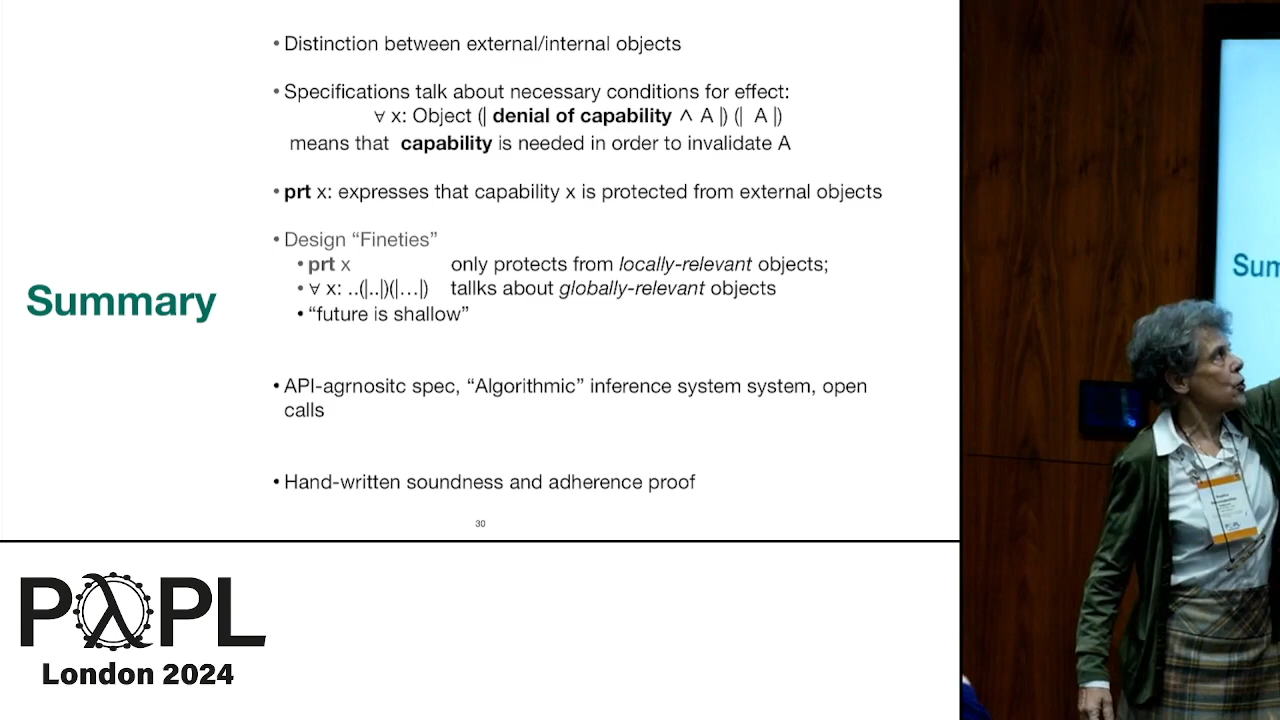 • Distinction between external/internal objects
• Specifications talk about necessary conditions for effect:
∀ x: Object (| denial of capability ∧ A |) (| A |)
means that capability is needed in order to invalidate A
• prt x: expresses that capability x is protected from external objects
• Design “Fineties”
• prt x only protects from locally-relevant objects;
• ∀ x: ..(|..|)(|…|) tallks about globally-relevant objects
• “future is shallow”
Summary
• API-agrnositc spec, “Algorithmic” inference system system, open
calls
• Hand-written soundness and adherence proof
30
Sum
PλPL
London 2024